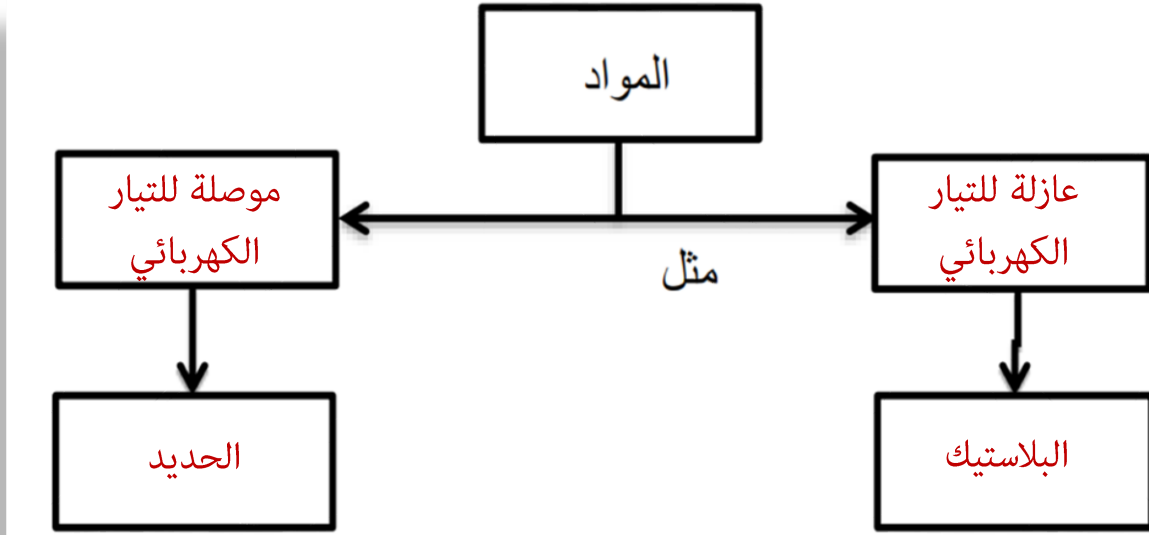 المواد
عازلة للتيار
الكهربائي
موصلة للتيار
الكهربائي
مثل
البلاستيك
الحديد